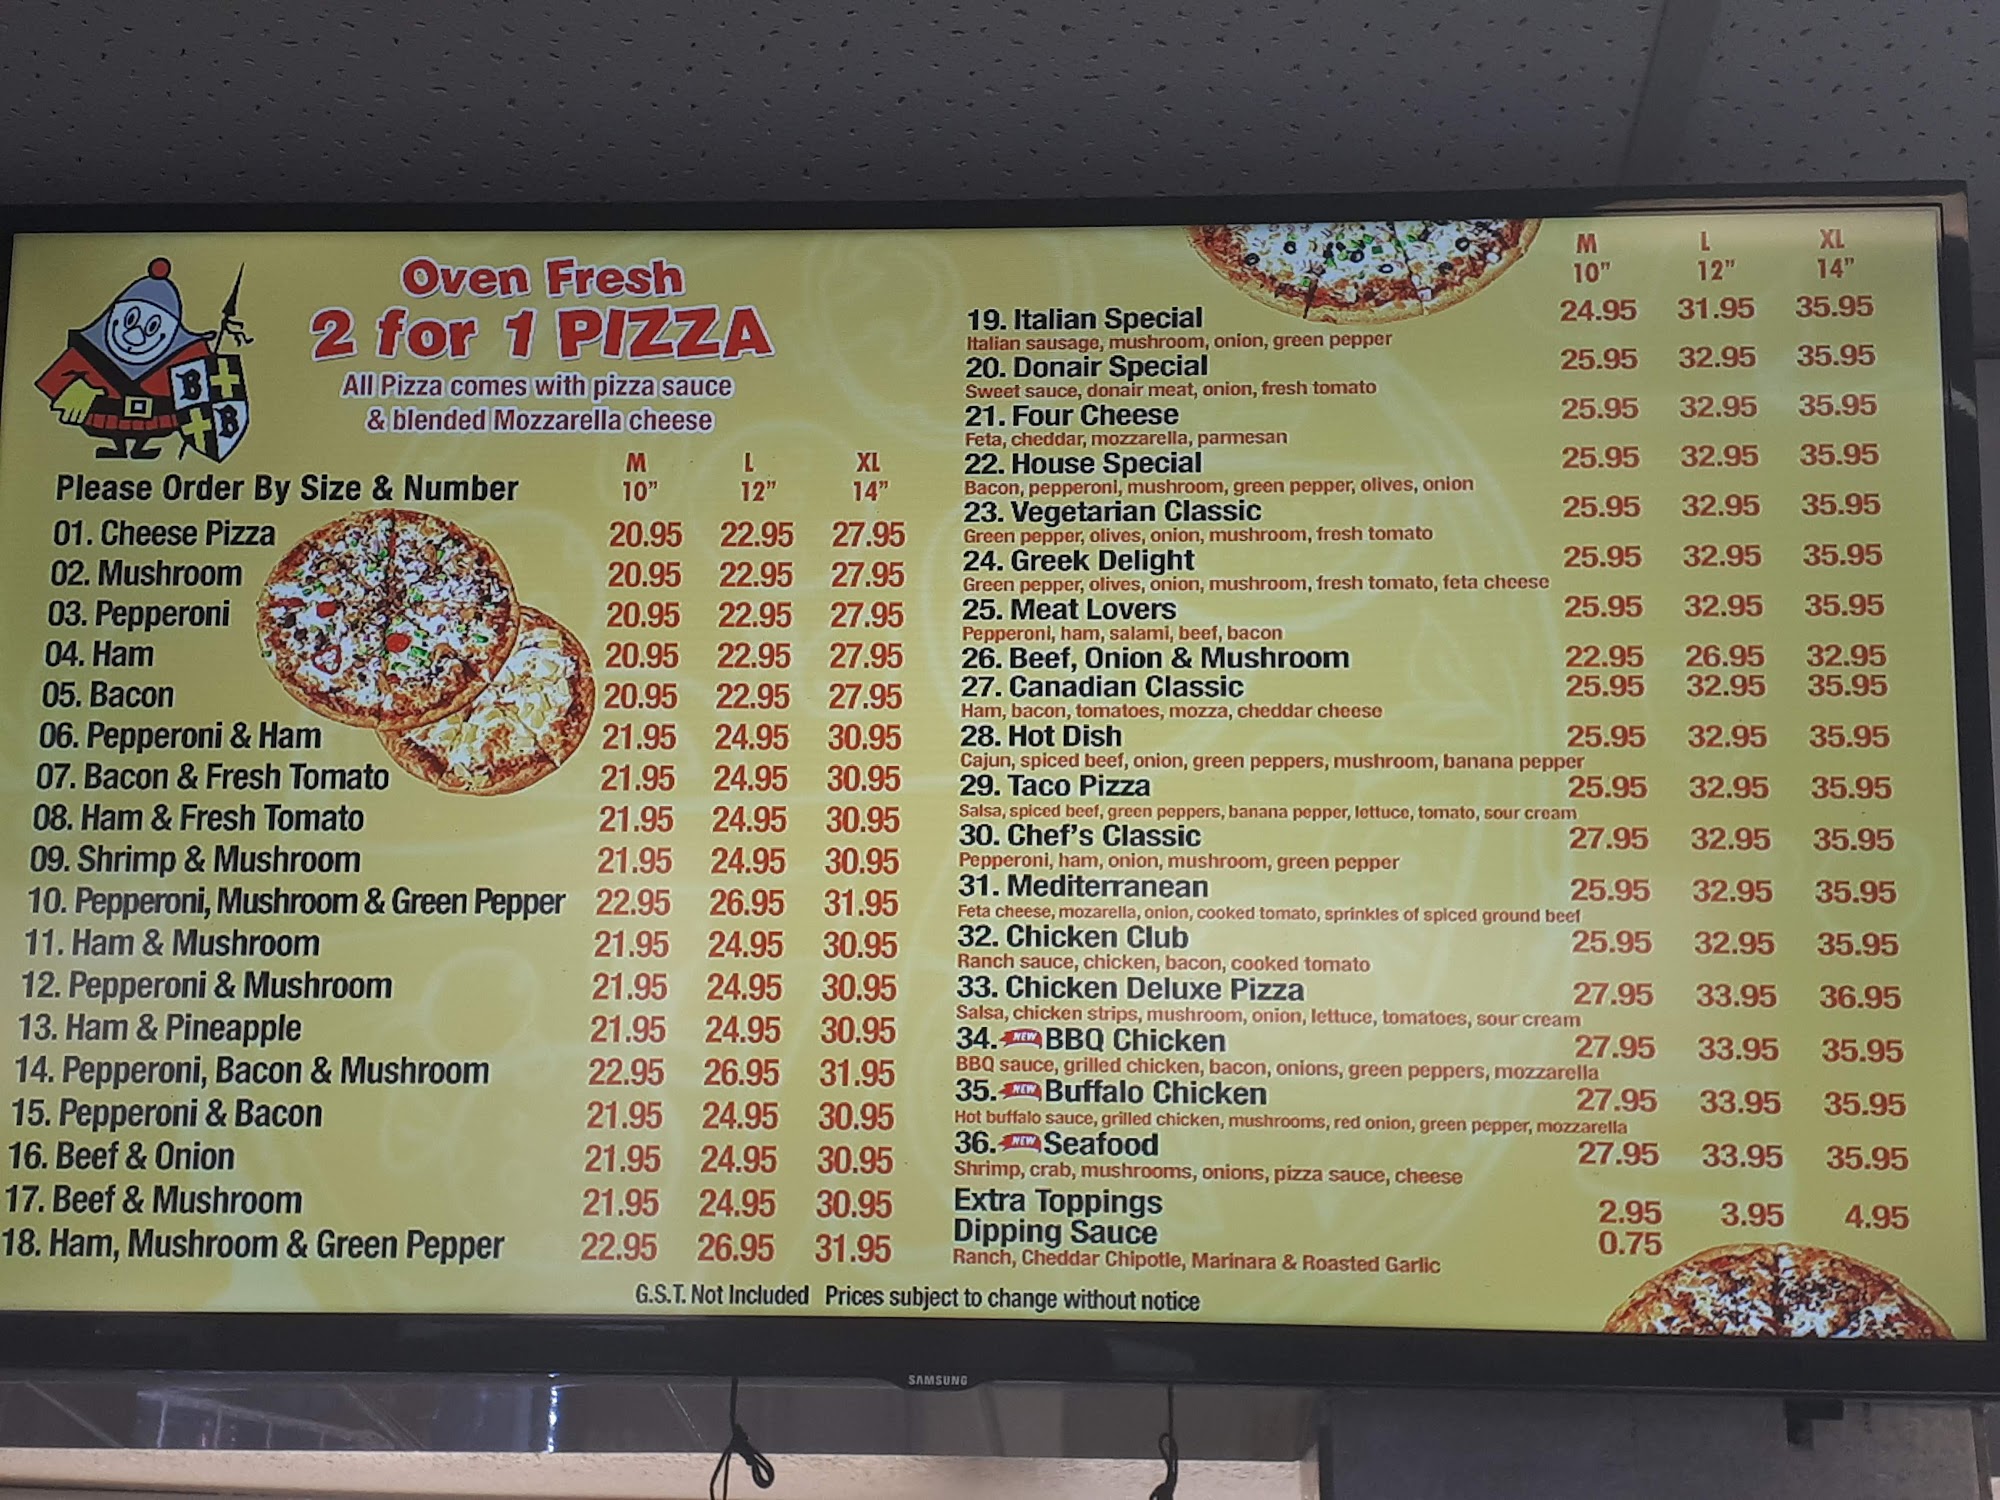 Oven Fresh
2 for 1 PIZZA
All Pizza comes with pizza sauce
& blended Mozzarella cheese
B
B
M L XL
Please Order By Size & Number 10" 12" 14"
01. Cheese Pizza 20.95 22.95 27.95
02. Mushroom 20.95 22.95 27.95
03. Pepperoni 20.95 22.95 27.95
04. Ham 20.95 22.95 27.95
05. Bacon 20.95 22.95 27.95
06. Pepperoni & Ham 21.95 24.95 30.95
07. Bacon & Fresh Tomato 21.95 24.95 30.95
08. Ham & Fresh Tomato 21.95 24.95 30.95
09. Shrimp & Mushroom 21.95 24.95 30.95
10. Pepperoni, Mushroom & Green Pepper 22.95 26.95 31.95
11. Ham & Mushroom 21.95 24.95 30.95
12. Pepperoni & Mushroom 21.95 24.95 30.95
13. Ham & Pineapple 21.95 24.95 30.95
14. Pepperoni, Bacon & Mushroom 22.95 26.95 31.95
15. Pepperoni & Bacon 21.95 24.95 30.95
16. Beef & Onion 21.95 24.95 30.95
17. Beef & Mushroom 21.95 24.95 30.95
18. Ham, Mushroom & Green Pepper 22.95 26.95 31.95
M L XL
10" 12" 14"
19. Italian Special 24.95 31.95 35.95
Italian sausage, mushroom, onion, green pepper
20. Donair Special 25.95 32.95 35.95
Sweet sauce, donair meat, onion, fresh tomato
21. Four Cheese 25.95 32.95 35.95
Feta, cheddar, mozzarella, parmesan
22. House Special 25.95 32.95 35.95
Bacon, pepperoni, mushroom, green pepper, olives, onion
23. Vegetarian Classic 25.95 32.95 35.95
Green pepper, olives, onion, mushroom, fresh tomato
24. Greek Delight 25.95 32.95 35.95
Green pepper, olives, onion, mushroom, fresh tomato, feta cheese
25. Meat Lovers 25.95 32.95 35.95
Pepperoni, ham, salami, beef, bacon
26. Beef, Onion & Mushroom 22.95 26.95 32.95
27. Canadian Classic 25.95 32.95 35.95
Ham, bacon, tomatoes, mozza, cheddar cheese
28. Hot Dish 25.95 32.95 35.95
Cajun, spiced beef, onion, green peppers, mushroom, banana pepper
29. Taco Pizza 25.95 32.95 35.95
Salsa, spiced beef, green peppers, banana pepper, lettuce, tomato, sour cream
30. Chef's Classic 27.95 32.95 35.95
Pepperoni, ham, onion, mushroom, green pepper
31. Mediterranean 25.95 32.95 35.95
Feta cheese, mozarella, onion, cooked tomato, sprinkles of spiced ground beef
32. Chicken Club 25.95 32.95 35.95
Ranch sauce, chicken, bacon, cooked tomato
33. Chicken Deluxe Pizza 27.95 33.95 36.95
Salsa, chicken strips, mushroom, onion, lettuce, tomatoes, sour cream
34. NEW BBQ Chicken 27.95 33.95 35.95
BBQ sauce, grilled chicken, bacon, onions, green peppers, mozzarella
35. NEW Buffalo Chicken 27.95 33.95 35.95
Hot buffalo sauce, grilled chicken, mushrooms, red onion, green pepper, mozzarella
36. NEW Seafood 27.95 33.95 35.95
Shrimp, crab, mushrooms, onions, pizza sauce, cheese
Extra Toppings 2.95 3.95 4.95
Dipping Sauce 0.75
Ranch, Cheddar Chipotle, Marinara & Roasted Garlic
G.S.T. Not Included Prices subject to change without notice
SAMSUNG